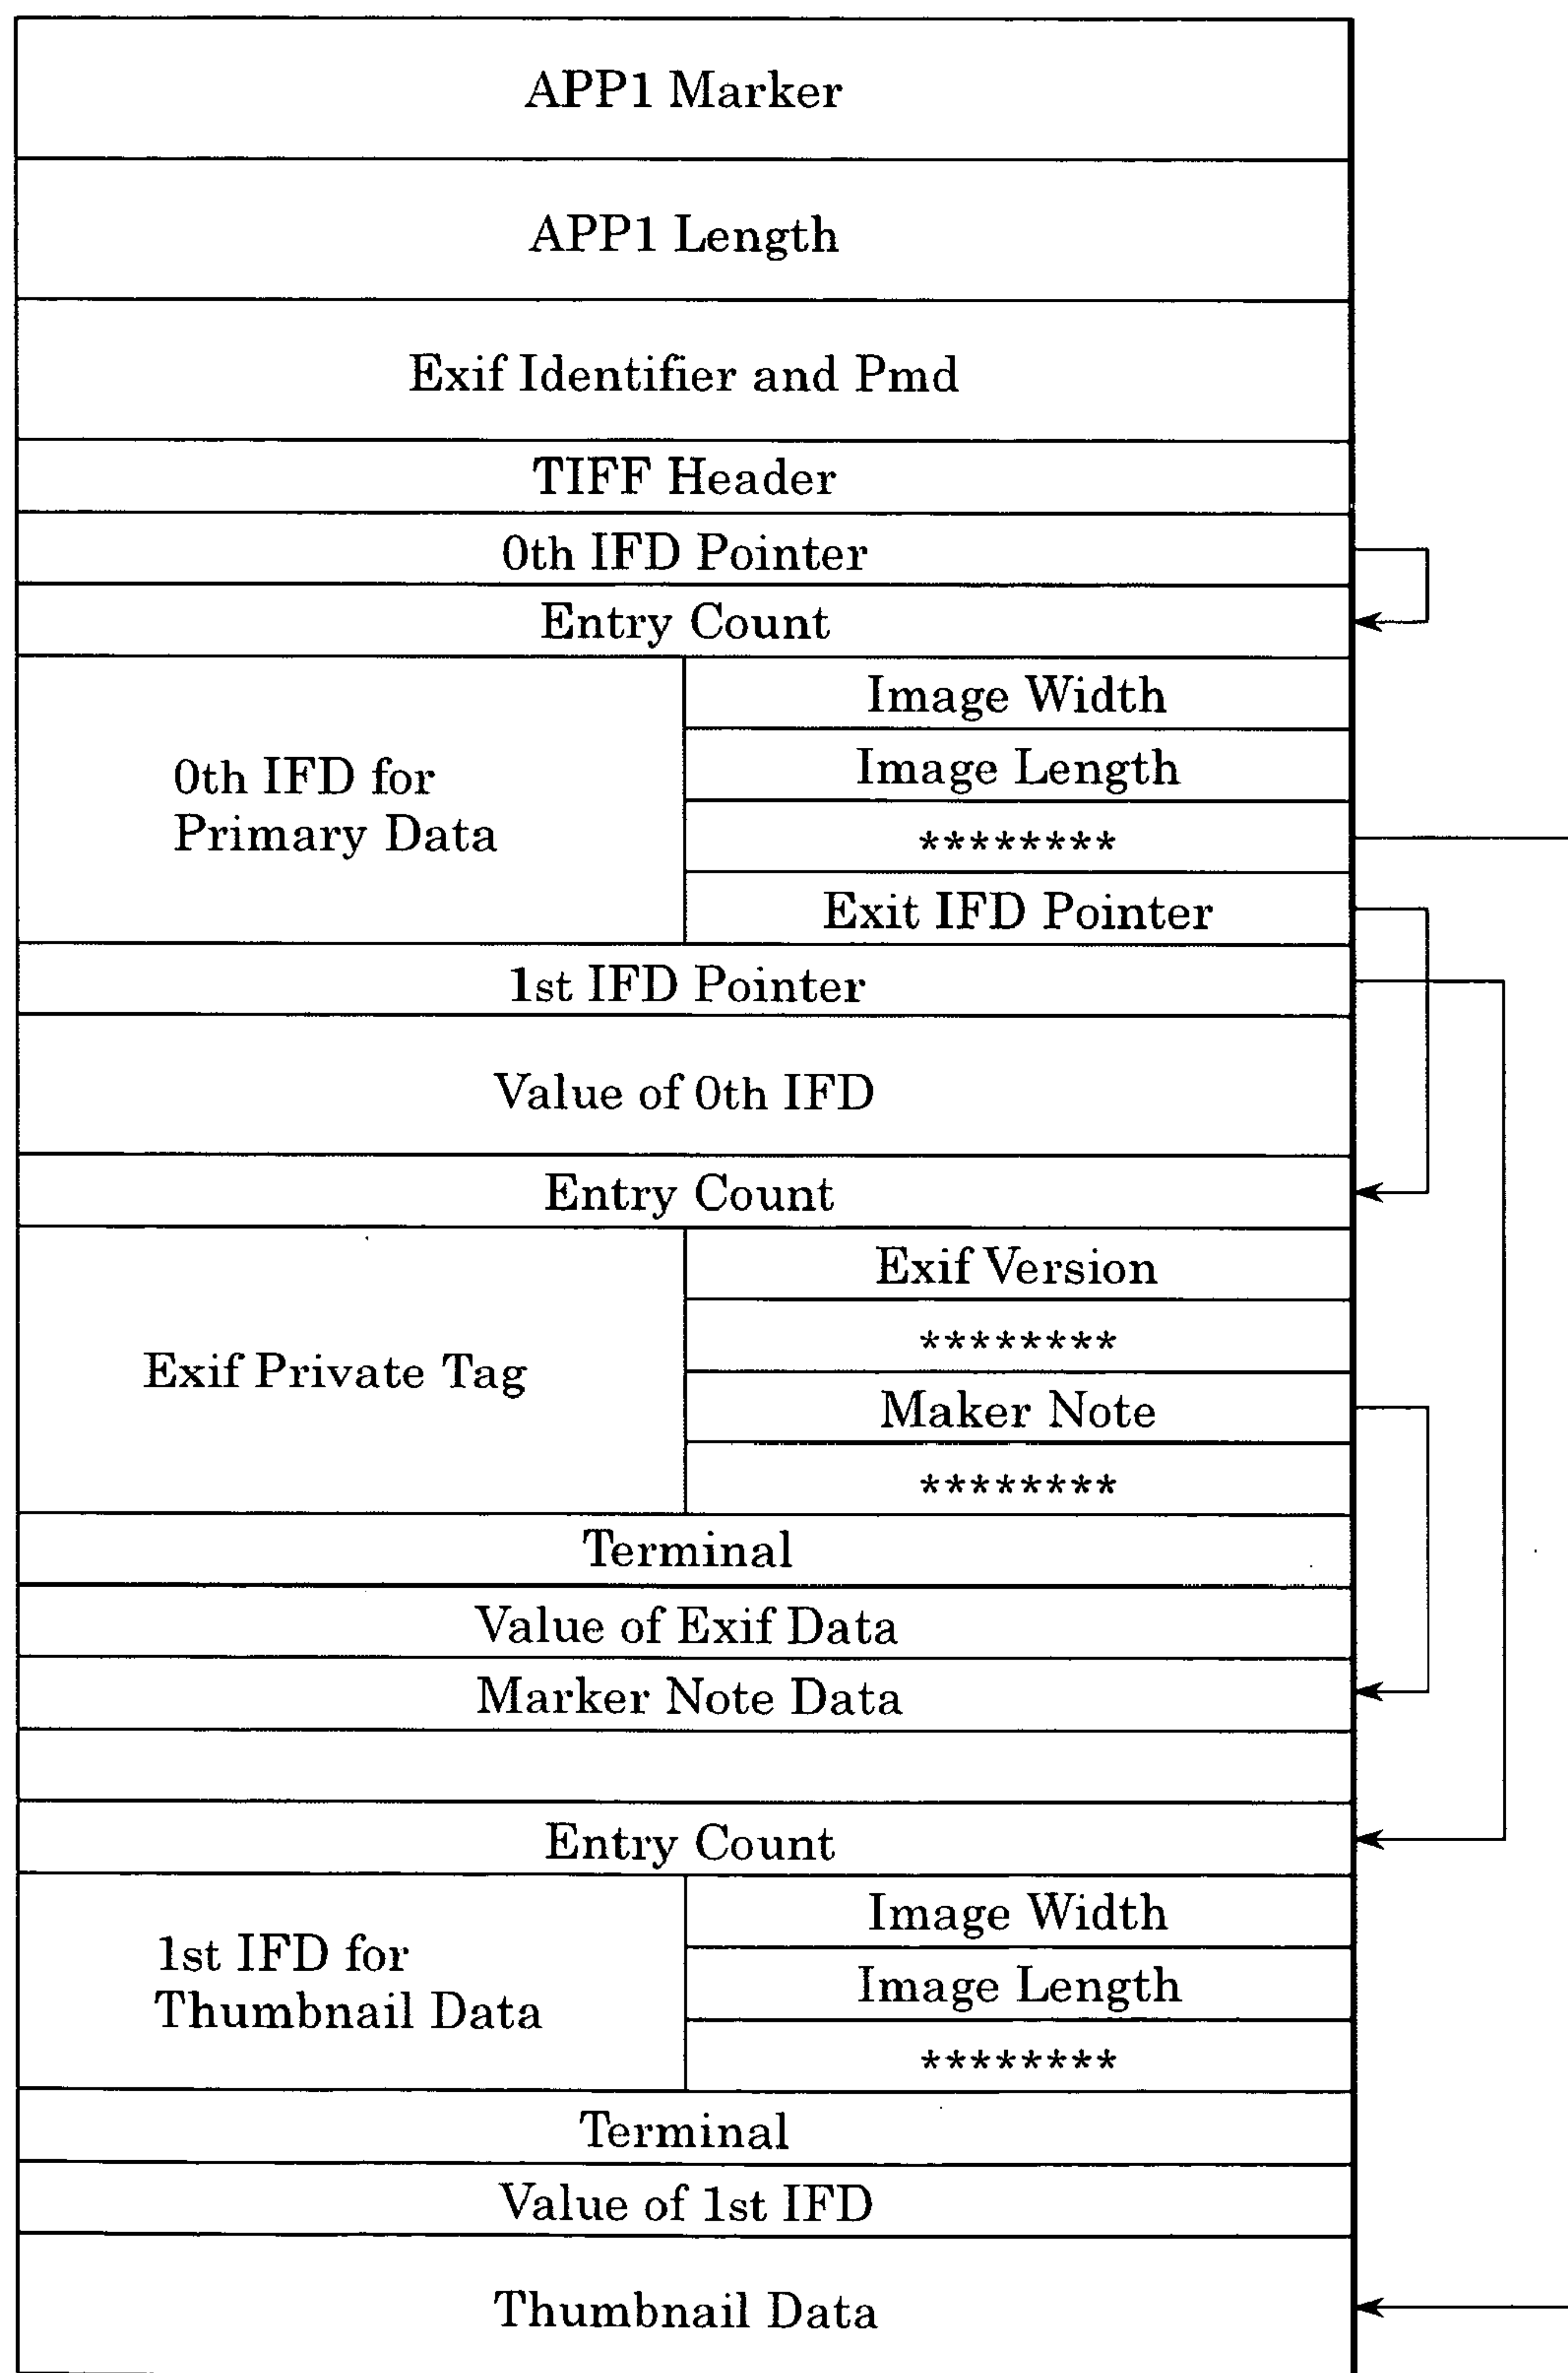 APP1 Marker
APP1 Length
Exif Identifier and Pmd
TIFF Header
0th IFD Pointer
Entry Count
0th IFD for
Primary Data
Image Width
Image Length
********
Exit IFD Pointer
1st IFD Pointer
Value of 0th IFD
Entry Count
Exif Private Tag
Exif Version
********
Maker Note
********
Terminal
Value of Exif Data
Marker Note Data
Entry Count
1st IFD for
Thumbnail Data
Image Width
Image Length
********
Terminal
Value of 1st IFD
Thumbnail Data